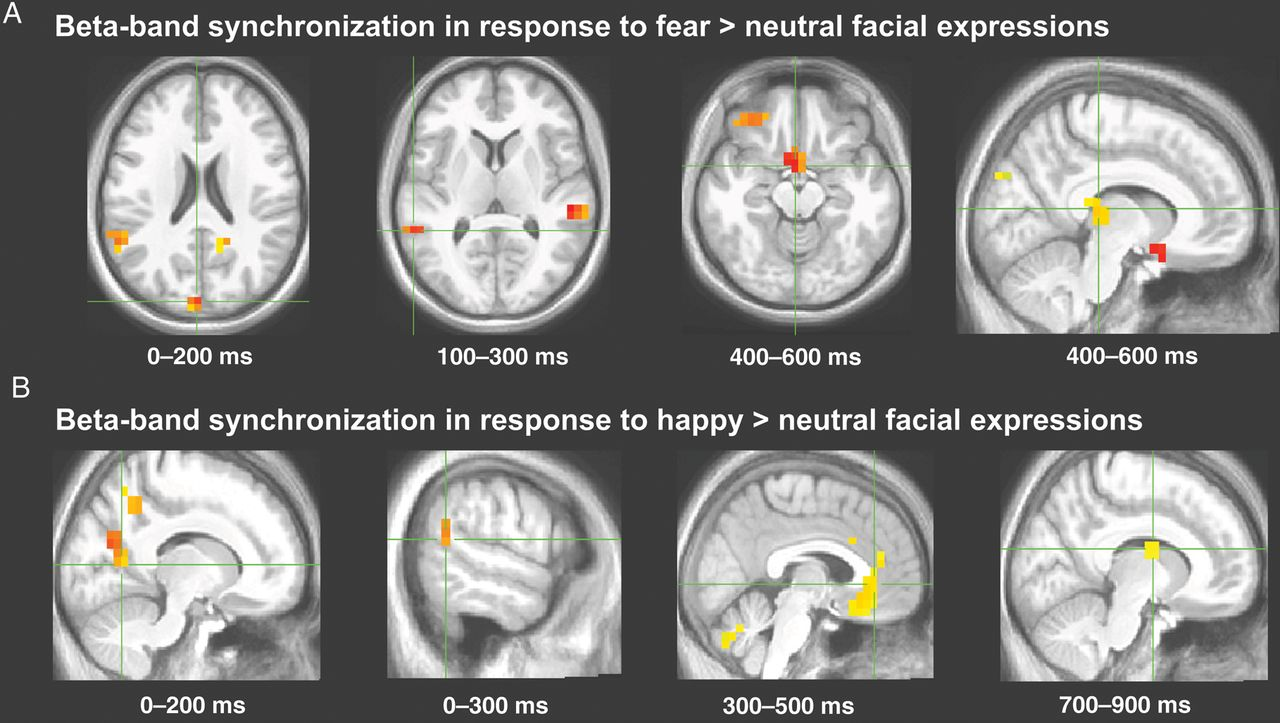 A
Beta-band synchronization in response to fear > neutral facial expressions
0–200 ms
100–300 ms
400–600 ms
400–600 ms
B
Beta-band synchronization in response to happy > neutral facial expressions
0–200 ms
0–300 ms
300–500 ms
700–900 ms